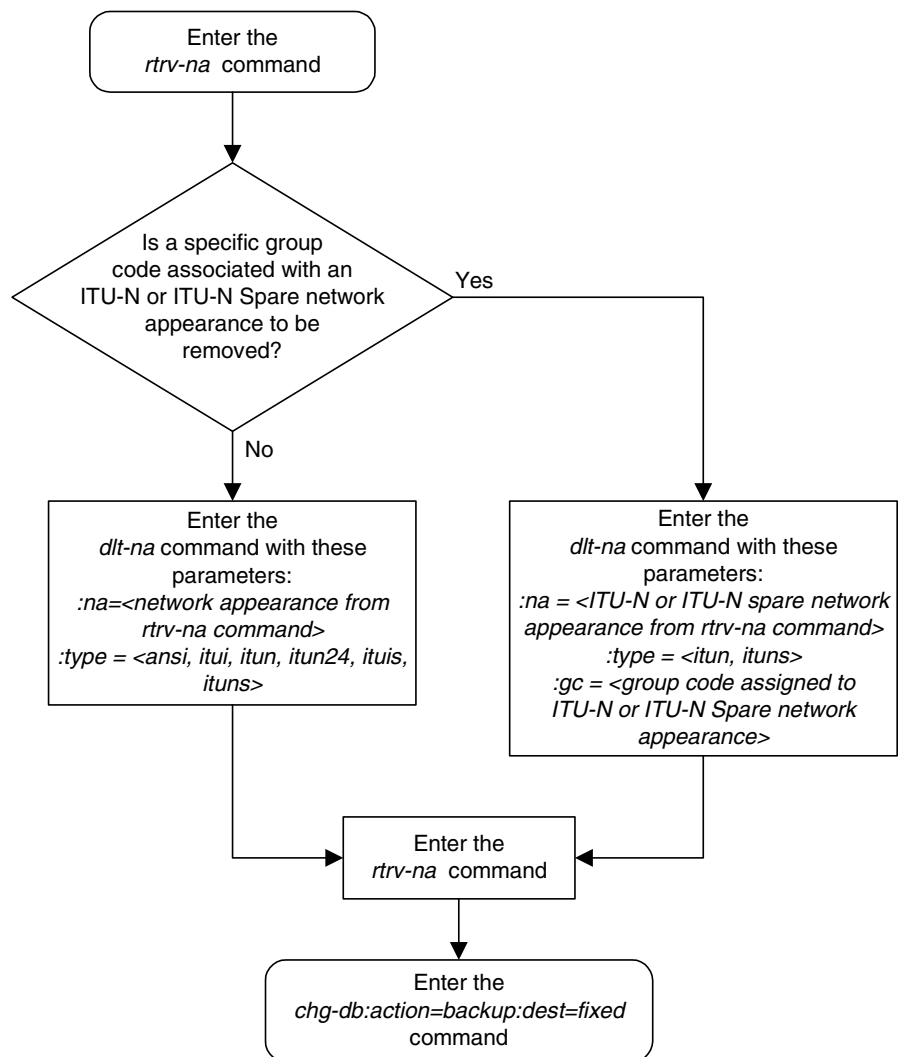 Enter the
rtrv-na command
Is a specific group
code associated with an
ITU-N or ITU-N Spare network
appearance to be
removed?
Yes
No
Enter the
dlt-na command with these
parameters:
:na=<network appearance from
rtrv-na command>
:type = <ansi, itui, itun, itun24, ituis,
ituns>
Enter the
dlt-na command with these
parameters:
:na = <ITU-N or ITU-N spare network
appearance from rtrv-na command>
:type = <itun, ituns>
:gc = <group code assigned to
ITU-N or ITU-N Spare network
appearance>
Enter the
rtrv-na command
Enter the
chg-db:action=backup:dest=fixed
command